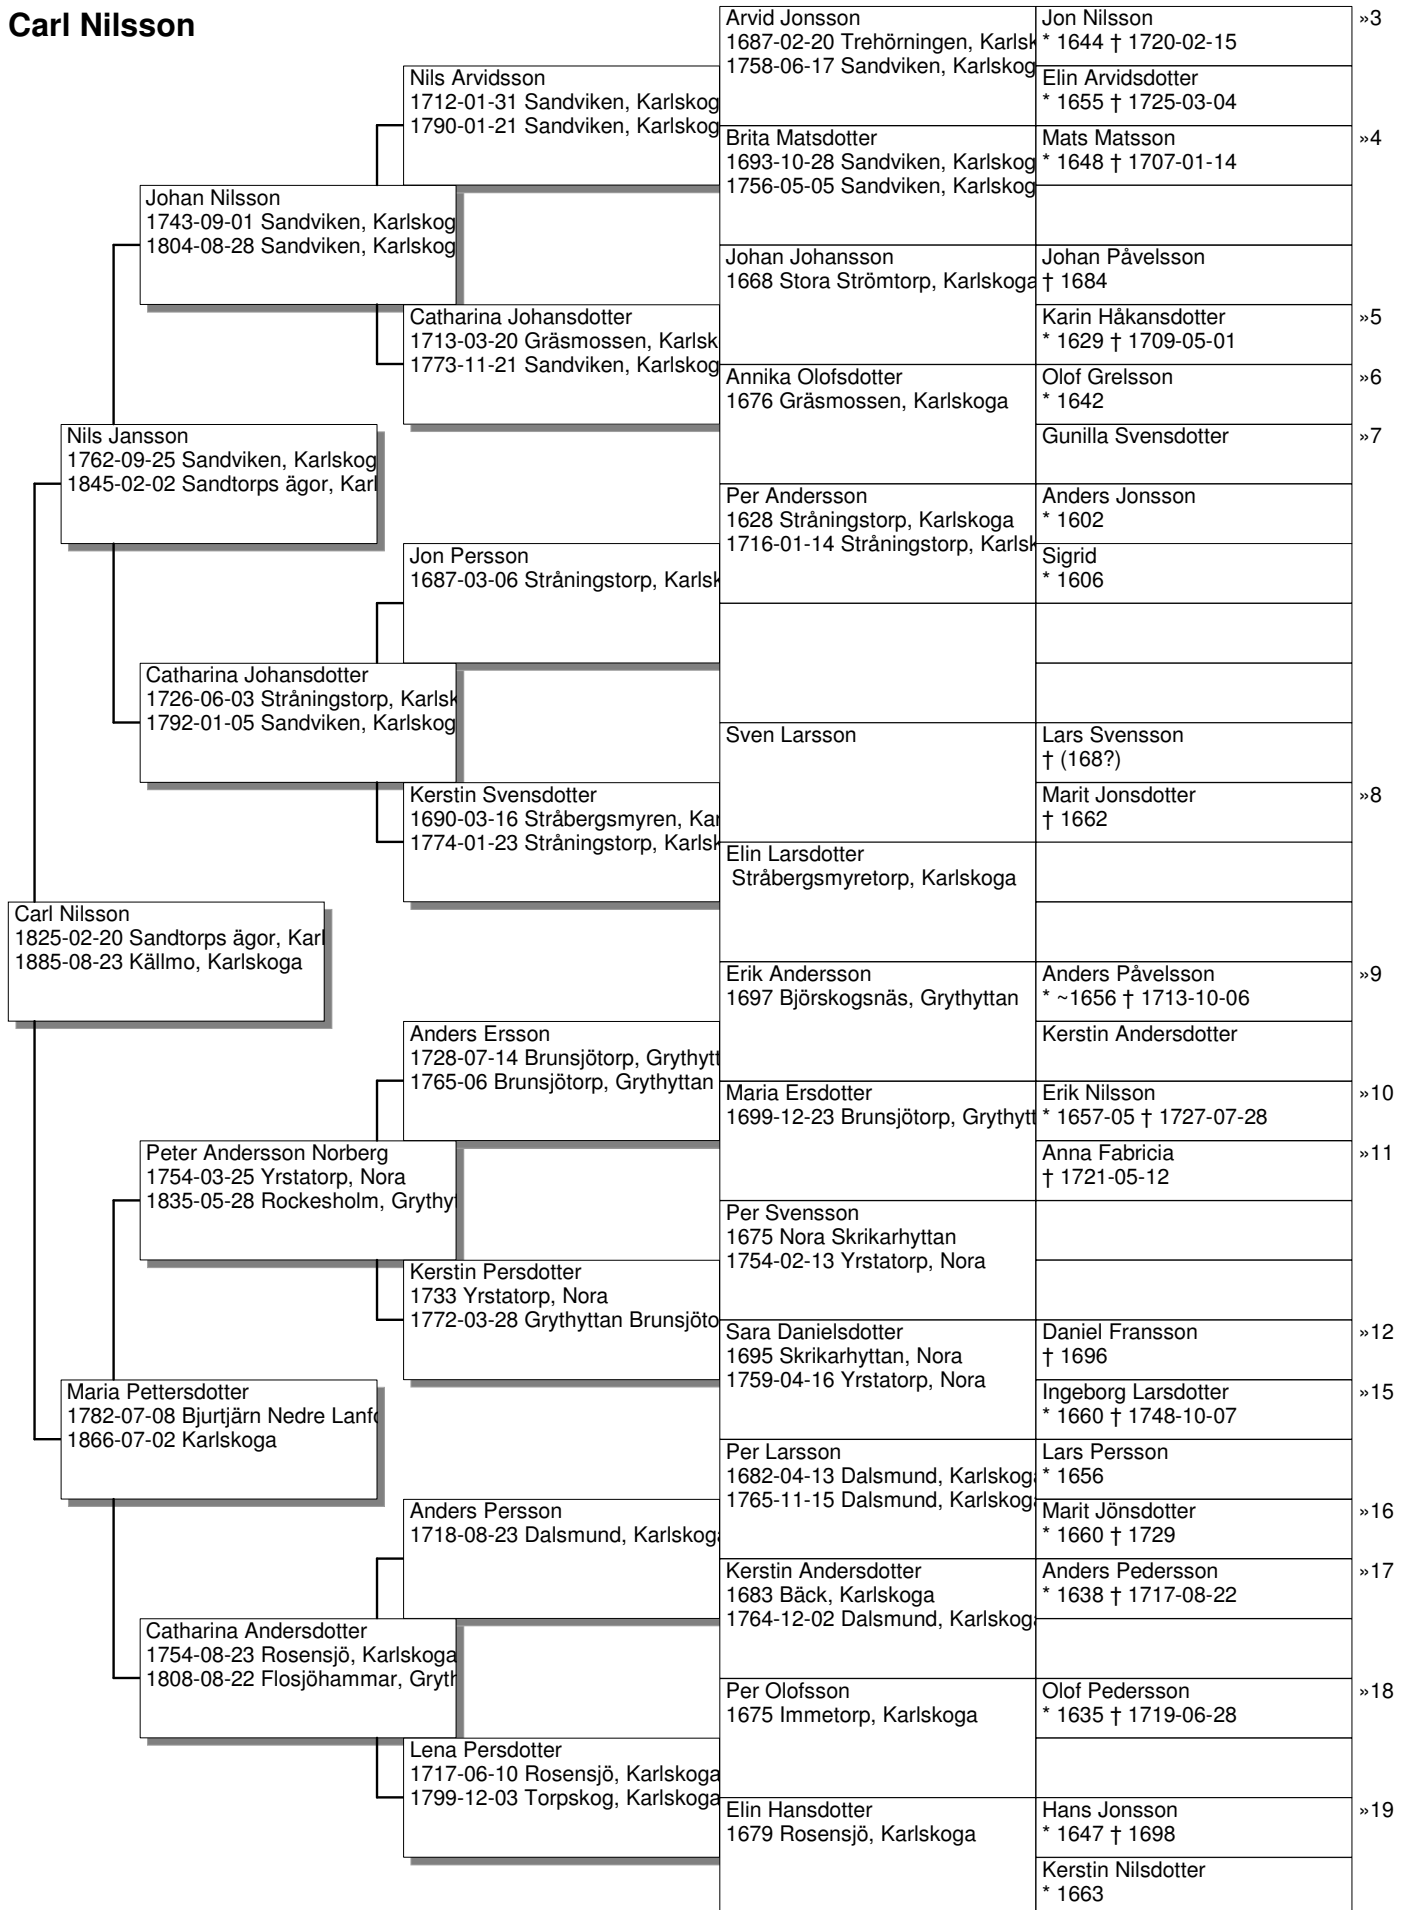 Carl Nilsson
Carl Nilsson
1825-02-20 Sandtorps ägor, Karl
1885-08-23 Källmo, Karlskoga
Nils Jansson
1762-09-25 Sandviken, Karlskog
1845-02-02 Sandtorps ägor, Karl
Maria Pettersdotter
1782-07-08 Bjurtjärn Nedre Lanfo
1866-07-02 Karlskoga
Johan Nilsson
1743-09-01 Sandviken, Karlskog
1804-08-28 Sandviken, Karlskog
Catharina Johansdotter
1726-06-03 Stråningstorp, Karlsk
1792-01-05 Sandviken, Karlskog
Peter Andersson Norberg
1754-03-25 Yrstatorp, Nora
1835-05-28 Rockesholm, Grythyt
Catharina Andersdotter
1754-08-23 Rosensjö, Karlskoga
1808-08-22 Flosjöhammar, Gryth
Nils Arvidsson
1712-01-31 Sandviken, Karlskog
1790-01-21 Sandviken, Karlskog
Catharina Johansdotter
1713-03-20 Gräsmossen, Karlsk
1773-11-21 Sandviken, Karlskog
Jon Persson
1687-03-06 Stråningstorp, Karlsk
Kerstin Svensdotter
1690-03-16 Stråbergsmyren, Kar
1774-01-23 Stråningstorp, Karlsk
Anders Ersson
1728-07-14 Brunsjötorp, Grythytt
1765-06 Brunsjötorp, Grythyttan
Kerstin Persdotter
1733 Yrstatorp, Nora
1772-03-28 Grythyttan Brunsjöto
Anders Persson
1718-08-23 Dalsmund, Karlskoga
Lena Persdotter
1717-06-10 Rosensjö, Karlskoga
1799-12-03 Torpskog, Karlskoga
Arvid Jonsson
1687-02-20 Trehörningen, Karlsk
1758-06-17 Sandviken, Karlskog
Brita Matsdotter
1693-10-28 Sandviken, Karlskog
1756-05-05 Sandviken, Karlskog
Johan Johansson
1668 Stora Strömtorp, Karlskoga
Annika Olofsdotter
1676 Gräsmossen, Karlskoga
Per Andersson
1628 Stråningstorp, Karlskoga
1716-01-14 Stråningstorp, Karlsk
Sven Larsson
Elin Larsdotter
Stråbergsmyretorp, Karlskoga
Erik Andersson
1697 Björskogsnäs, Grythyttan
Maria Ersdotter
1699-12-23 Brunsjötorp, Grythytt
Per Svensson
1675 Nora Skrikarhyttan
1754-02-13 Yrstatorp, Nora
Sara Danielsdotter
1695 Skrikarhyttan, Nora
1759-04-16 Yrstatorp, Nora
Per Larsson
1682-04-13 Dalsmund, Karlskoga
1765-11-15 Dalsmund, Karlskoga
Kerstin Andersdotter
1683 Bäck, Karlskoga
1764-12-02 Dalsmund, Karlskoga
Per Olofsson
1675 Immetorp, Karlskoga
Elin Hansdotter
1679 Rosensjö, Karlskoga
Jon Nilsson »3
* 1644 † 1720-02-15
Elin Arvidsdotter
* 1655 † 1725-03-04
Mats Matsson »4
* 1648 † 1707-01-14
Johan Påvelsson
† 1684
Karin Håkansdotter »5
* 1629 † 1709-05-01
Olof Grelsson »6
* 1642
Gunilla Svensdotter »7
Anders Jonsson
* 1602
Sigrid
* 1606
Lars Svensson
† (168?)
Marit Jonsdotter »8
† 1662
Anders Påvelsson »9
* ~1656 † 1713-10-06
Kerstin Andersdotter
Erik Nilsson »10
* 1657-05 † 1727-07-28
Anna Fabricia »11
† 1721-05-12
Daniel Fransson »12
† 1696
Ingeborg Larsdotter »15
* 1660 † 1748-10-07
Lars Persson
* 1656
Marit Jönsdotter »16
* 1660 † 1729
Anders Pedersson »17
* 1638 † 1717-08-22
Olof Pedersson »18
* 1635 † 1719-06-28
Hans Jonsson »19
* 1647 † 1698
Kerstin Nilsdotter
* 1663